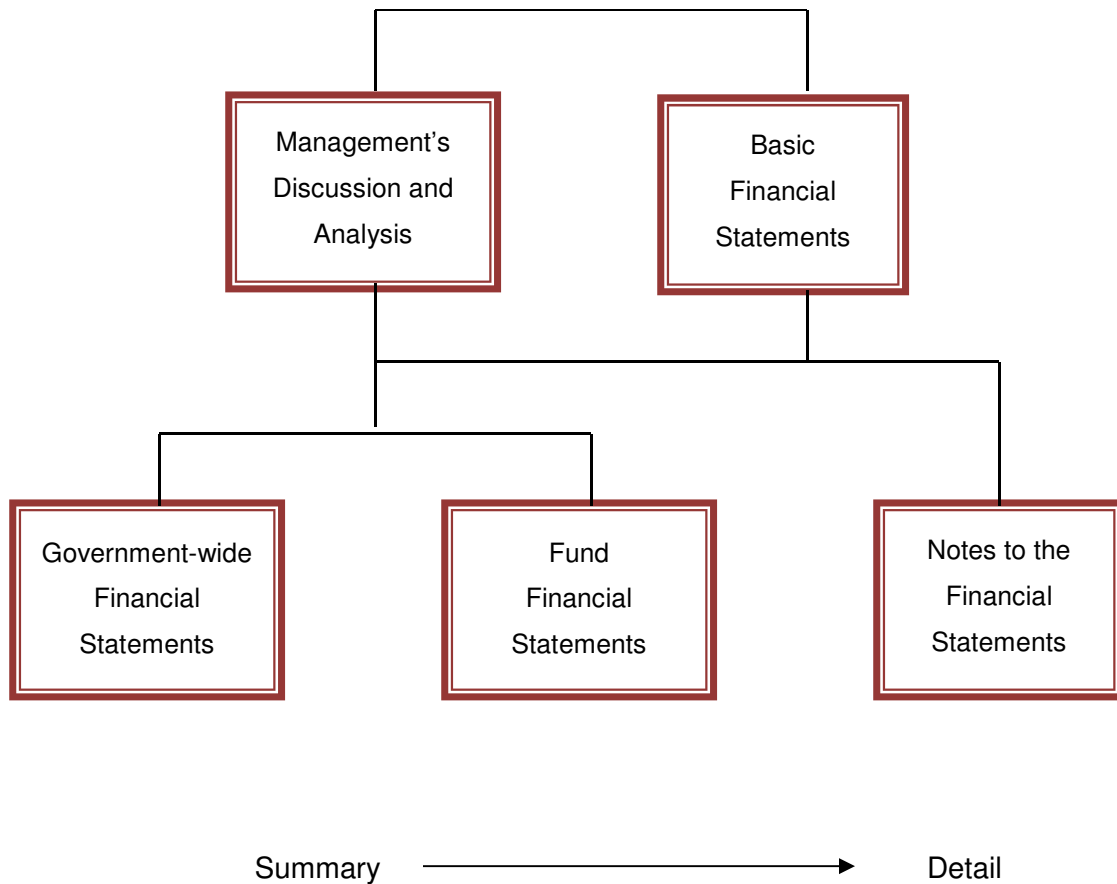 Management’s
Discussion and
Analysis
Basic
Financial
Statements
Government-wide
Financial
Statements
Fund
Financial
Statements
Notes to the
Financial
Statements
Summary
Detail